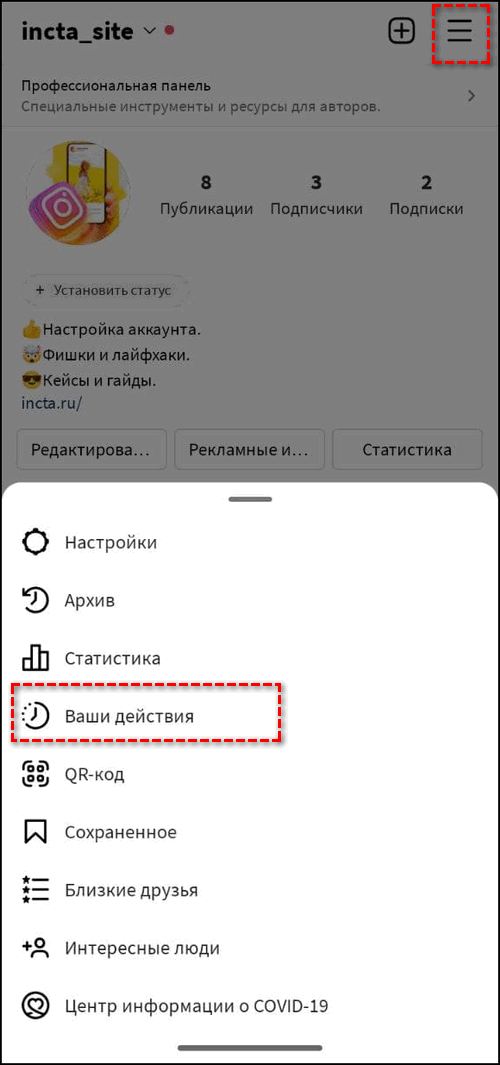 incta_site
Профессиональная панель
Специальные инструменты и ресурсы для авторов.
8 3 2
Публикации Подписчики Подписки
+ Установить статус
👍Настройка аккаунта.
🤯Фишки и лайфхаки.
😎Кейсы и гайды.
incta.ru/
Редактирова... Рекламные и... Статистика
Настройки
Архив
Статистика
Ваши действия
QR-код
Сохраненное
Близкие друзья
Интересные люди
Центр информации о COVID-19